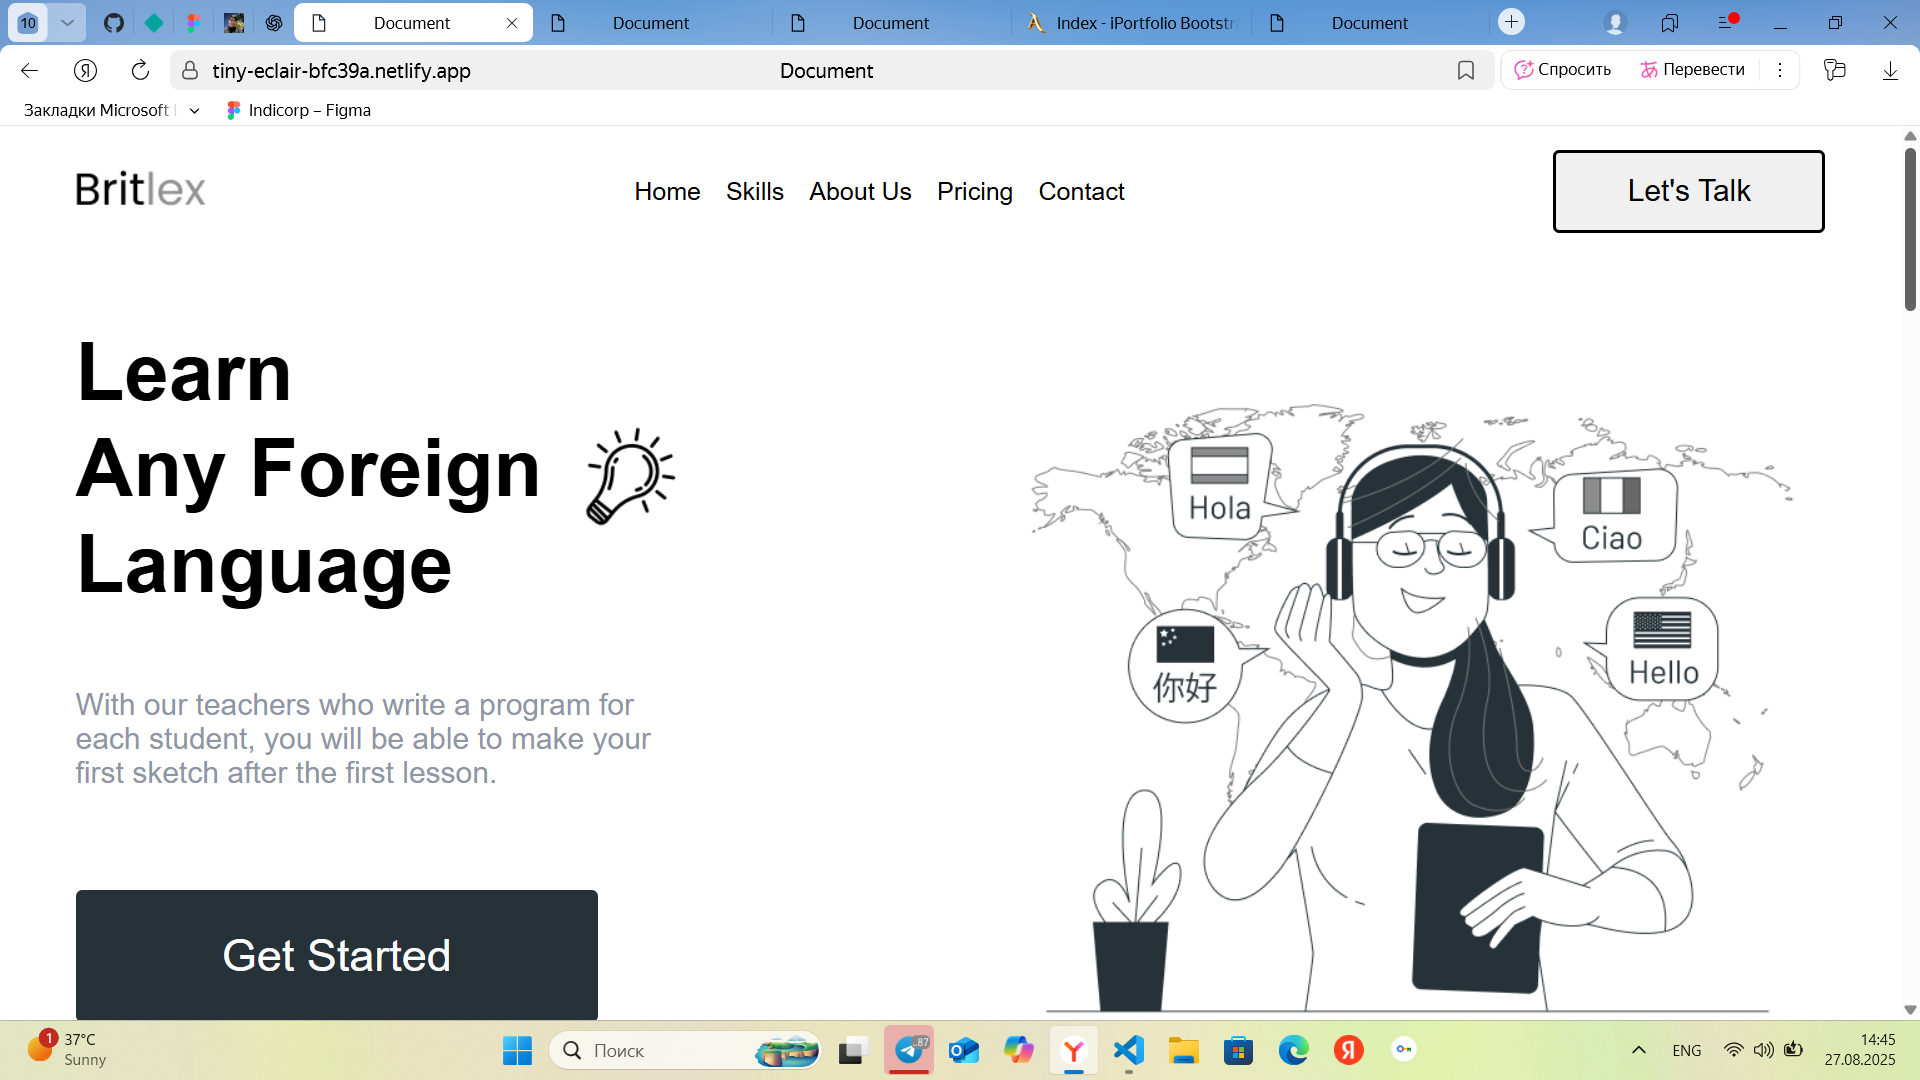 10
Document
Document
Document
Index - iPortfolio Bootstr
Document
tiny-eclair-bfc39a.netlify.app
Document
Спросить
Перевести
Закладки Microsoft
Indicorp – Figma
Britlex
Home
Skills
About Us
Pricing
Contact
Let's Talk
Learn
Any Foreign
Language
With our teachers who write a program for
each student, you will be able to make your
first sketch after the first lesson.
Get Started
Hola
Ciao
你好
Hello
1
37°C
Sunny
Поиск
..87
ENG
14:45
27.08.2025